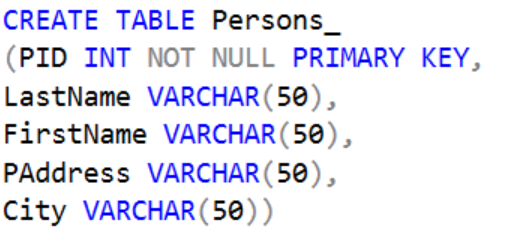 CREATE TABLE Persons_
(PID INT NOT NULL PRIMARY KEY,
LastName VARCHAR(50),
FirstName VARCHAR(50),
PAddress VARCHAR(50),
City VARCHAR(50))